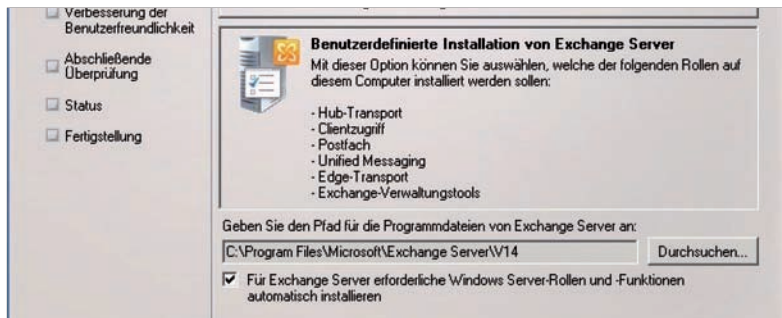 Verbesserung der
Benutzerfreundlichkeit
Abschließende
Überprüfung
Status
Fertigstellung
Benutzerdefinierte Installation von Exchange Server
Mit dieser Option können Sie auswählen, welche der folgenden Rollen auf
diesem Computer installiert werden sollen:
- Hub-Transport
- Clientzugriff
- Postfach
- Unified Messaging
- Edge-Transport
- Exchange-Verwaltungstools
Geben Sie den Pfad für die Programmdateien von Exchange Server an:
C:\Program Files\Microsoft\Exchange Server\V14
Durchsuchen...
Für Exchange Server erforderliche Windows Server-Rollen und -Funktionen
automatisch installieren